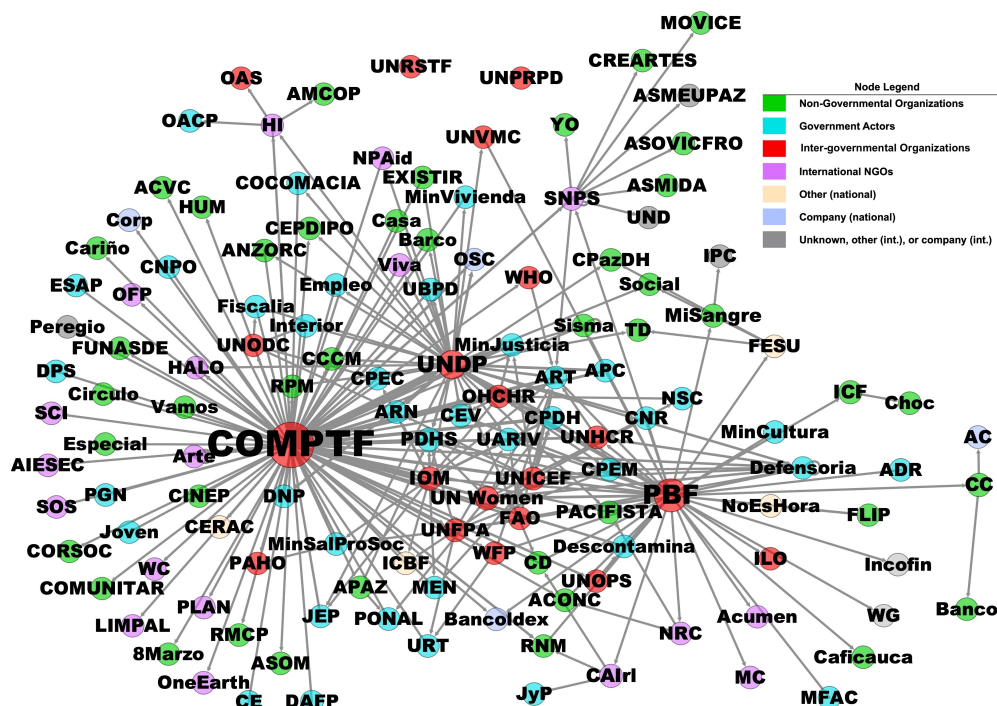 MOVICE
CREARTES
UNRSTF
UNPRPD
OAS
AMCOP
ASMEUPAZ
Node Legend
Non-Governmental Organizations
Government Actors
Inter-governmental Organizations
International NGOs
Other (national)
Company (national)
Unknown, other (int.), or company (int.)
OACP
HI
UNVMC
YO
ASOVICFRO
NPAid
EXISTIR
ACVC
COCOMACIA
MinVivienda
SNPS
ASMIDA
HUM
UND
Corp
CEPDIPO
Casa
Barco
Cariño
ANZORC
OSC
CPazDH
IPC
CNPO
Viva
WHO
ESAP
OFP
Empleo
UBPD
Social
Fiscalia
MiSangre
Peregio
Interior
Sisma
TD
FUNASDE
UNODC
MinJusticia
FESU
CCCM
DPS
HALO
UNDP
CPEC
ART
APC
Circulo
RPM
OHCHR
NSC
ICF
Choc
SCI
Vamos
ARN
CEV
CPDH
CNR
Especial
COMPTF
PDHS
UARIV
UNHCR
MinCultura
AC
AIESEC
Arte
IOM
UNICEF
CPEM
Defensoria
ADR
SOS
PGN
CINEP
DNP
UN Women
PBF
CC
Joven
CERAC
UNFPA
FAO
PACIFISTA
NoEsHora
FLIP
CORSOC
MinSalProSoc
WFP
Descontamina
WC
PAHO
ICBF
CD
ILO
Incofin
COMUNITAR
APAZ
MEN
UNOPS
PLAN
ACONC
Banco
LIMPAL
JEP
PONAL
Bancoldex
Acumen
WG
RMCP
NRC
8Marzo
URT
RNM
Caficauca
ASOM
OneEarth
CAIrl
MC
CE
DAFP
JyP
MFAC